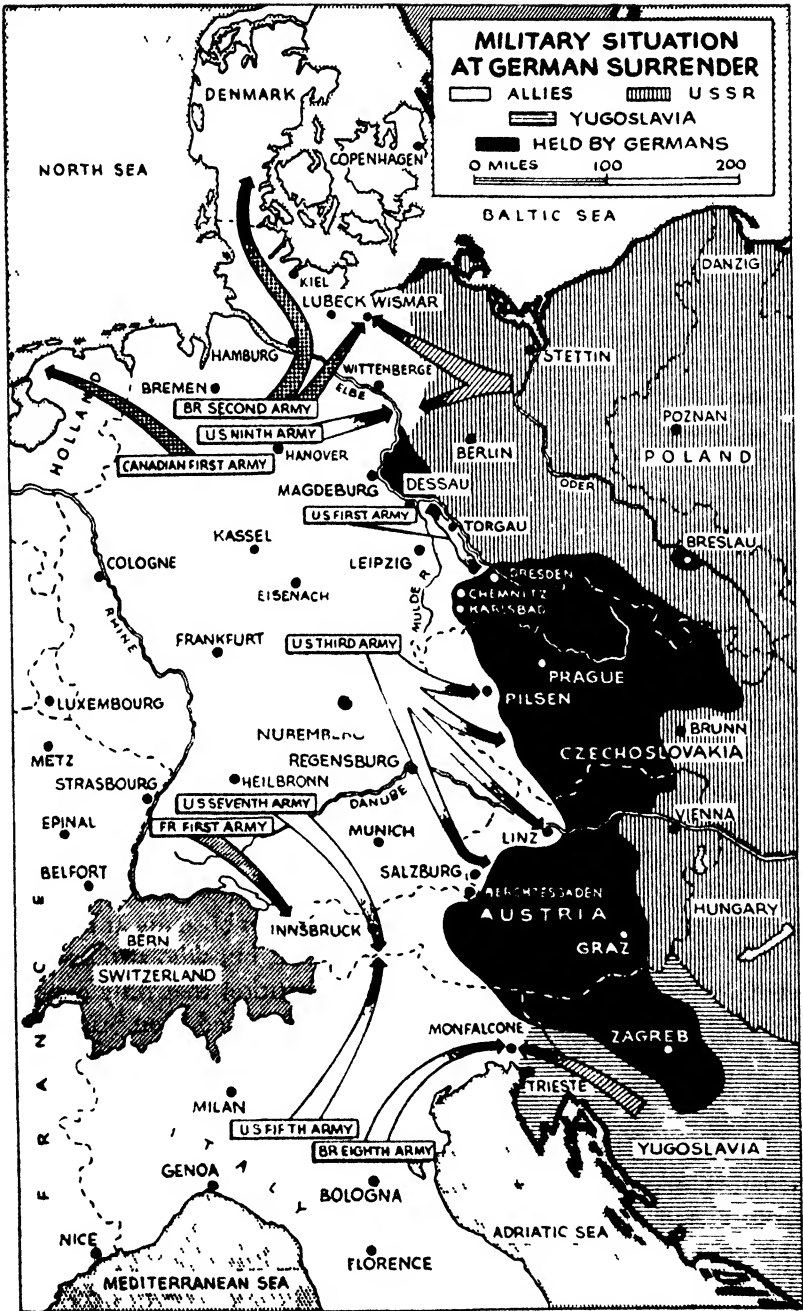 MILITARY SITUATION
AT GERMAN SURRENDER
ALLIES
USSR
YUGOSLAVIA
HELD BY GERMANS
0 MILES 100 200
DENMARK
COPENHAGEN
NORTH SEA
BALTIC SEA
DANZIG
KIEL
LUBECK
WISMAR
STETTIN
HAMBURG
WITTENBERGE
ELBE
BREMEN
BR SECOND ARMY
US NINTH ARMY
HOLLAND
CANADIAN FIRST ARMY
HANOVER
BERLIN
POZNAN
POLAND
ODER
MAGDEBURG
DESSAU
US FIRST ARMY
TORGAU
BRESLAU
KASSEL
LEIPZIG
COLOGNE
EISENACH
MULDE R
DRESDEN
CHEMNITZ
KARLSBAD
RHINE
FRANKFURT
US THIRD ARMY
PRAGUE
PILSEN
LUXEMBOURG
NUREMBERG
BRUNN
METZ
REGENSBURG
CZECHOSLOVAKIA
STRASBOURG
HEILBRONN
US SEVENTH ARMY
DANUBE
FR FIRST ARMY
MUNICH
LINZ
VIENNA
EPINAL
SALZBURG
BELFORT
BERCHTESGADEN
AUSTRIA
HUNGARY
INNSBRUCK
BERN
SWITZERLAND
GRAZ
FRANCE
MONFALCONE
ZAGREB
TRIESTE
MILAN
US FIFTH ARMY
BR EIGHTH ARMY
YUGOSLAVIA
ITALY
GENOA
BOLOGNA
ADRIATIC SEA
NICE
FLORENCE
MEDITERRANEAN SEA